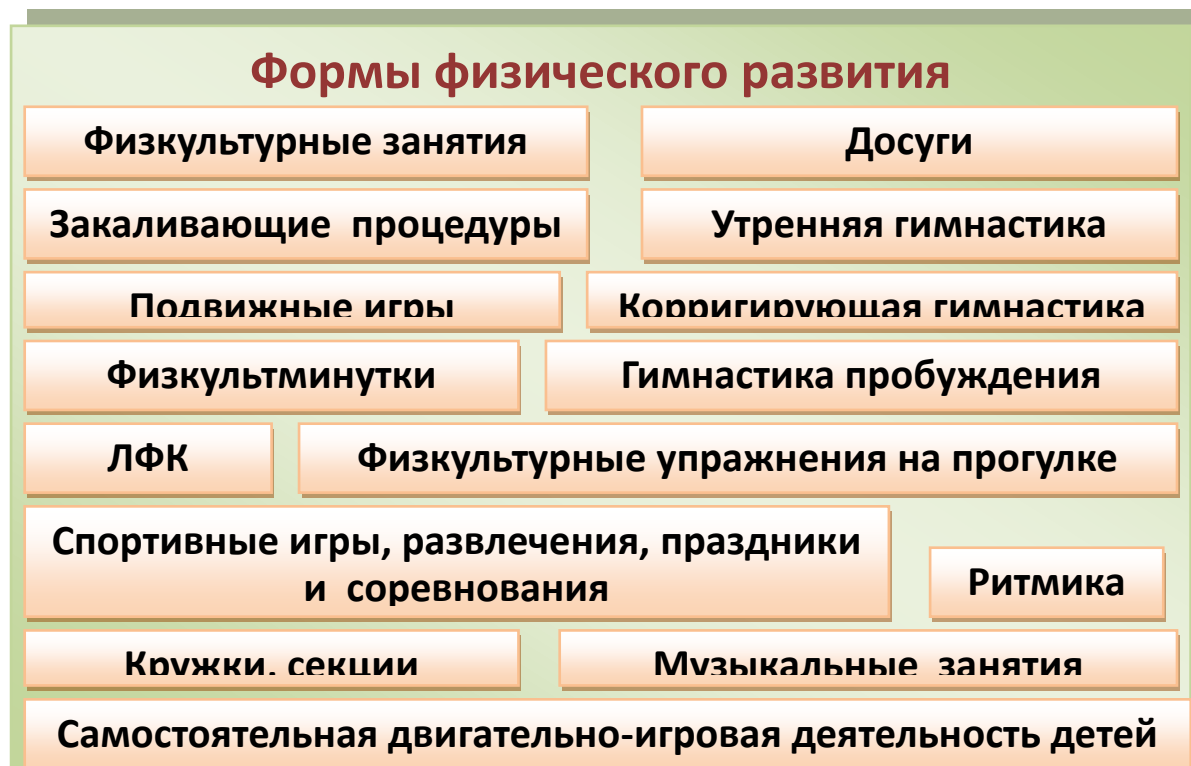 Формы физического развития
Физкультурные занятия
Досуги
Закаливающие процедуры
Утренняя гимнастика
Подвижные игры
Корригирующая гимнастика
Физкультминутки
Гимнастика пробуждения
ЛФК
Физкультурные упражнения на прогулке
Спортивные игры, развлечения, праздники
и соревнования
Ритмика
Кружки, секции
Музыкальные занятия
Самостоятельная двигательно-игровая деятельность детей